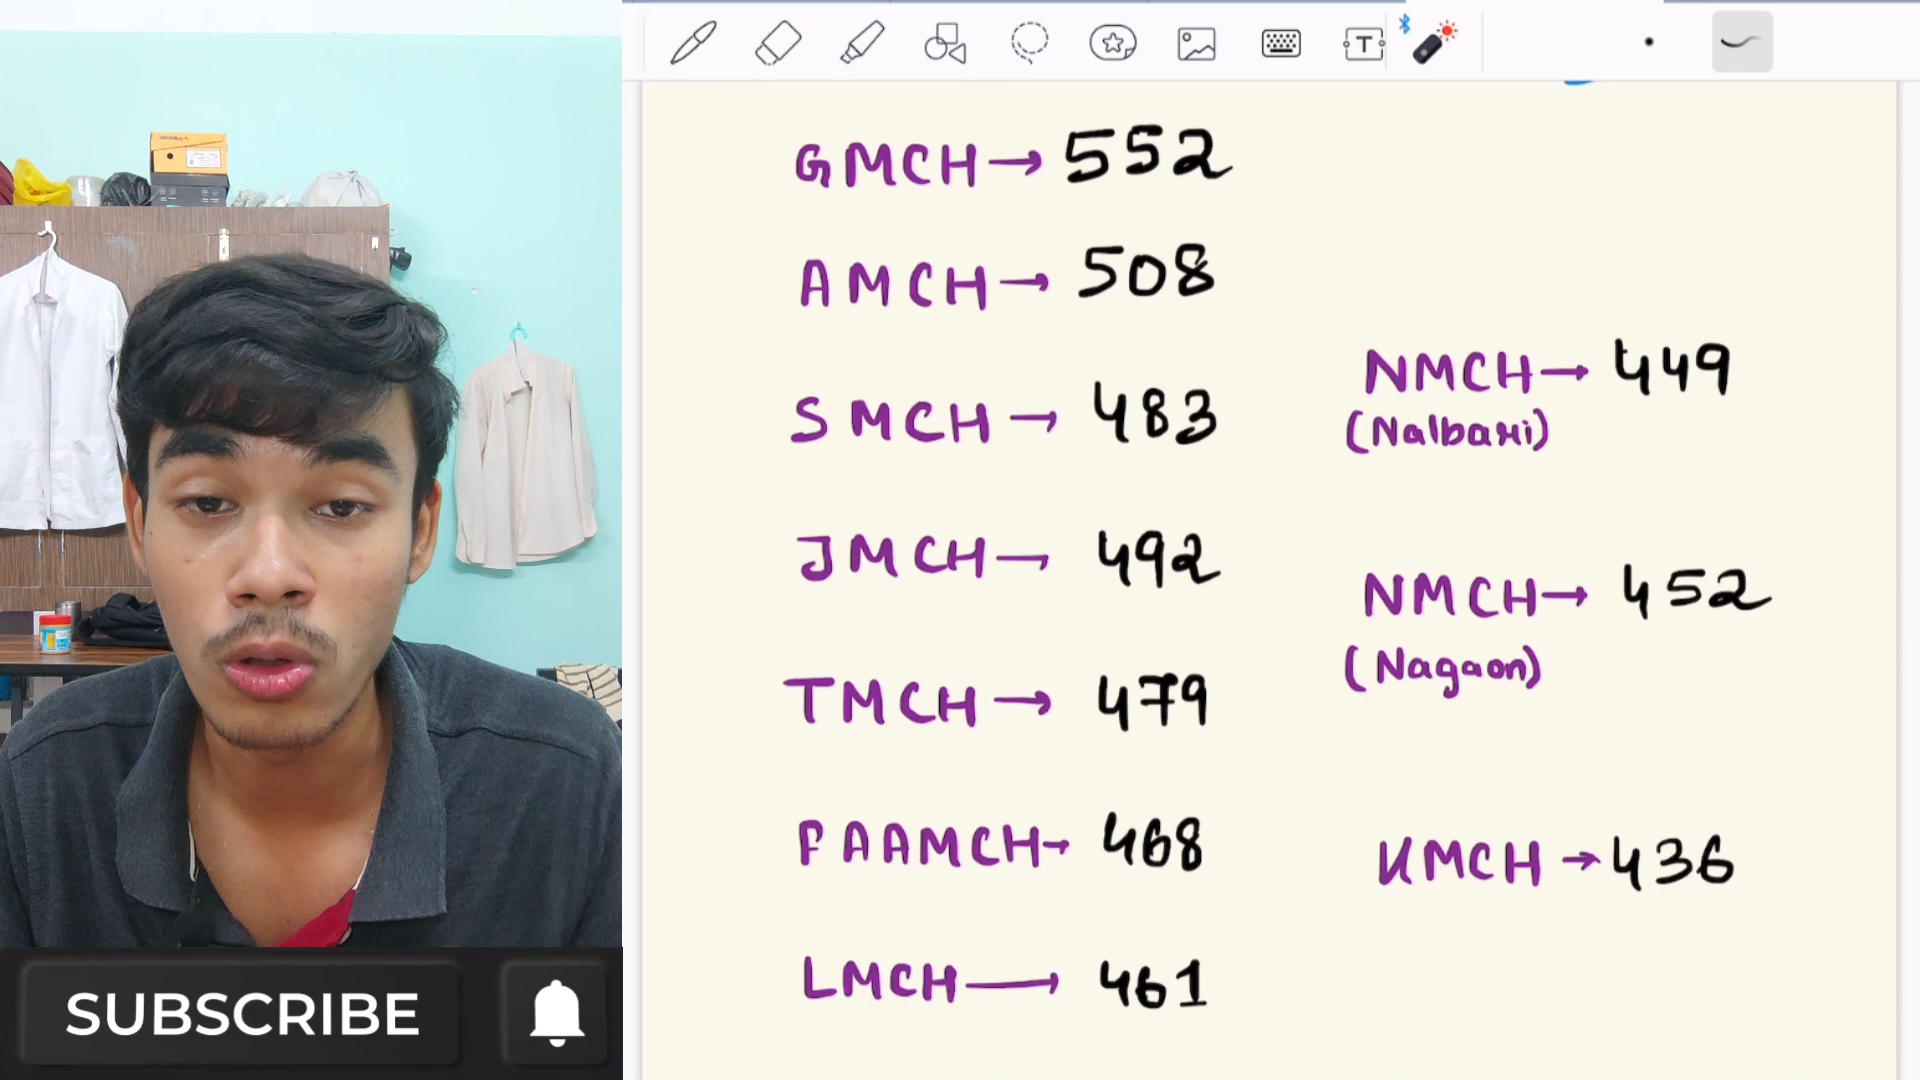 GMCH → 552
AMCH → 508
SMCH → 483
JMCH → 492
TMCH → 479
FAAMCH → 468
LMCH → 461
NMCH → 449
(Nalbari)
NMCH → 452
(Nagaon)
KMCH → 436
T
SUBSCRIBE